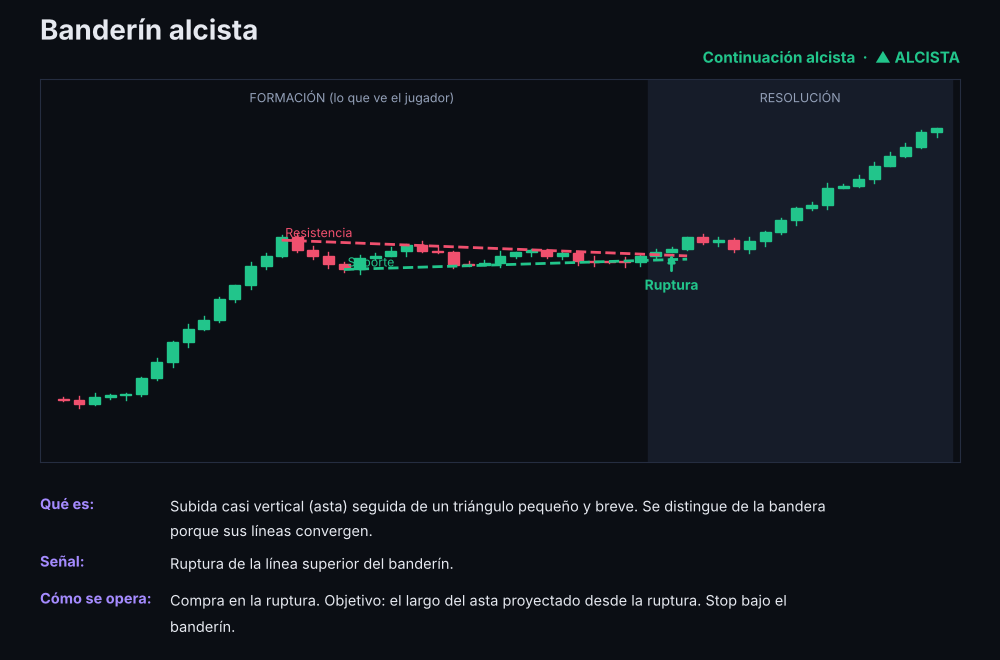 Banderín alcista
Continuación alcista · ▲ ALCISTA
FORMACIÓN (lo que ve el jugador)
RESOLUCIÓN
Resistencia
Soporte
Ruptura
Qué es:
Subida casi vertical (asta) seguida de un triángulo pequeño y breve. Se distingue de la bandera
porque sus líneas convergen.
Señal:
Ruptura de la línea superior del banderín.
Cómo se opera:
Compra en la ruptura. Objetivo: el largo del asta proyectado desde la ruptura. Stop bajo el
banderín.